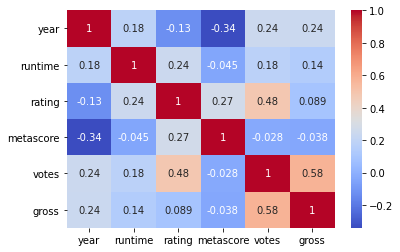 year 1 0.18 -0.13 -0.34 0.24 0.24
runtime 0.18 1 0.24 -0.045 0.18 0.14
rating -0.13 0.24 1 0.27 0.48 0.089
metascore -0.34 -0.045 0.27 1 -0.028 -0.038
votes 0.24 0.18 0.48 -0.028 1 0.58
gross 0.24 0.14 0.089 -0.038 0.58 1
year runtime rating metascore votes gross
1.0
0.8
0.6
0.4
0.2
0.0
−0.2